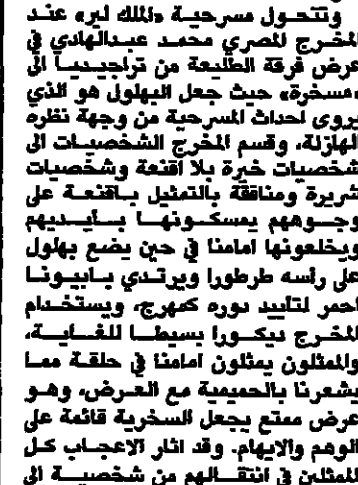 وتتحول مسرحية «الملك لير» عند
المخرج المصري محمد عبدالهادي في
عرض فرقة الطليعة من تراجيديا الى
«مسخرة» حيث جعل البهلول هو الذي
يروى احداث المسرحية من وجهة نظره
الهازلة، وقسم المخرج الشخصيات الى
شخصيات خيرة بلا اقنعة وشخصيات
شريرة ومنافقة بالتمثيل باقنعة على
وجوههم يمسكونها بأيديهم
ويخلعونها امامنا في حين يضع بهلول
على رأسه طرطورا ويرتدي بابيونا
احمر لتأييد دوره كمهرج، ويستخدام
المخرج ديكورا بسيطا للغاية،
والممثلون يمثلون امامنا في حلقة مما
يشعرنا بالحميمية مع العرض، وهو
عرض ممتع يجعل السخرية قائمة على
الوهم والايهام. وقد اثار الاعجاب كل
الممثلين في انتقالهم من شخصية الى